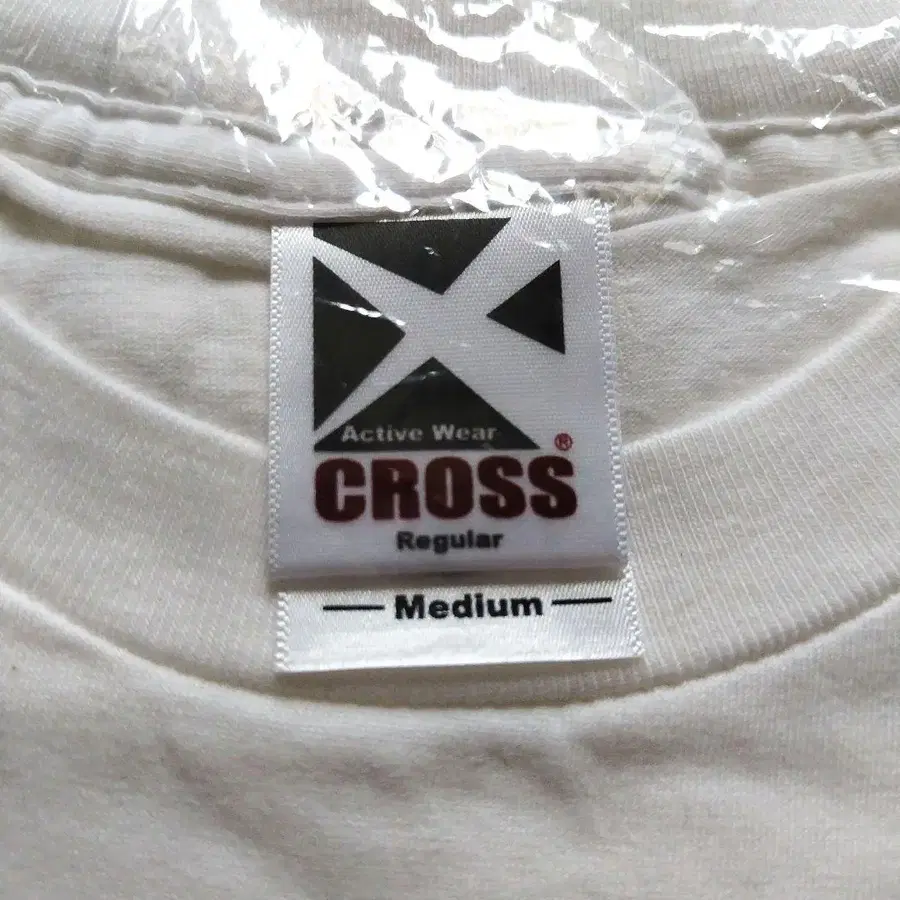 Active Wear
CROSS®
Regular
Medium